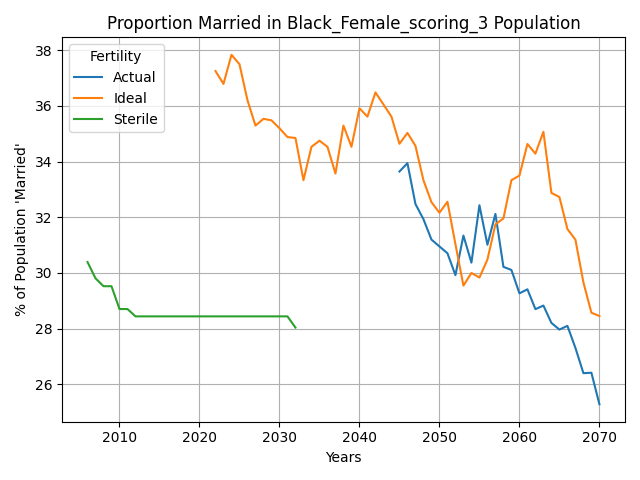 Proportion Married in Black_Female_scoring_3 Population
Fertility
Actual
Ideal
Sterile
% of Population 'Married'
38
36
34
32
30
28
26
2010 2020 2030 2040 2050 2060 2070
Years